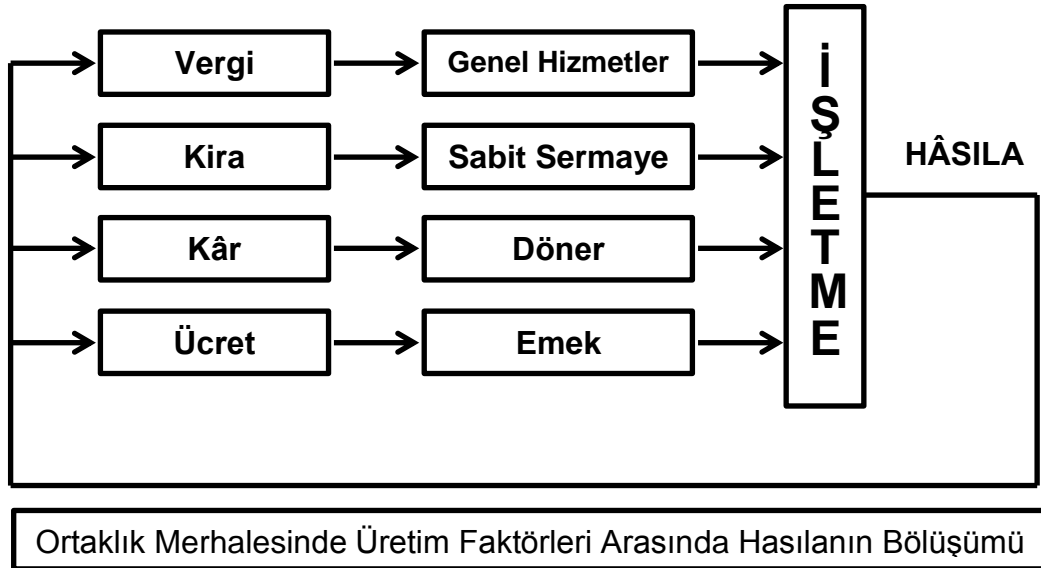 Vergi
Genel Hizmetler
Kira
Sabit Sermaye
Kâr
Döner
Ücret
Emek
İŞLETME
HÂSILA
Ortaklık Merhalesinde Üretim Faktörleri Arasında Hasılanın Bölüşümü